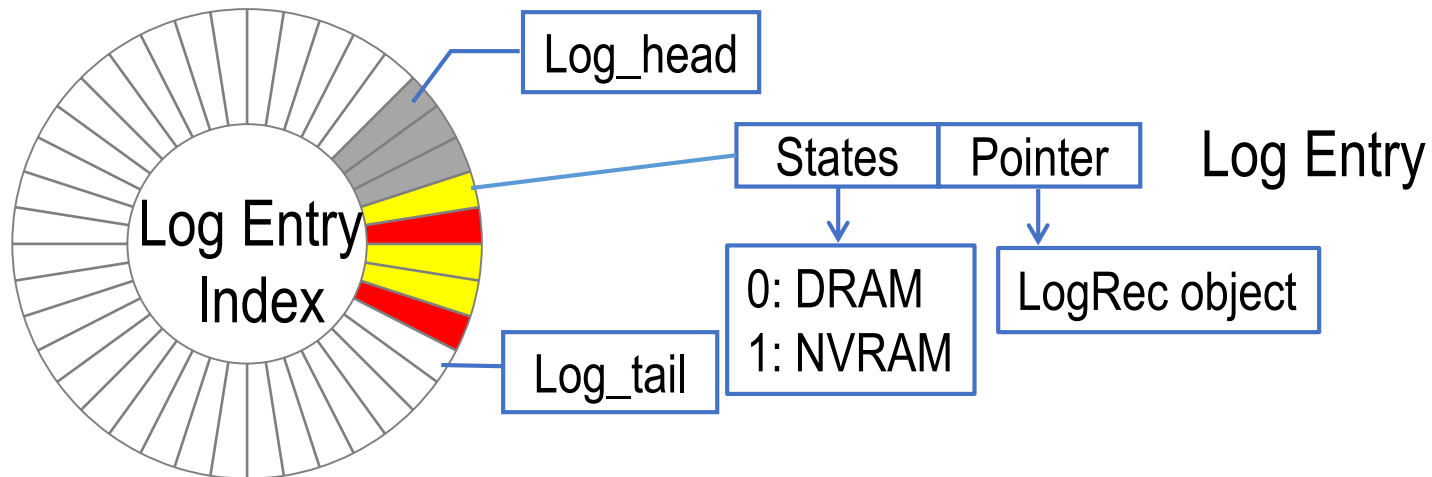 Log_head
States
Pointer
Log Entry
Log Entry
Index
0: DRAM
1: NVRAM
LogRec object
Log_tail